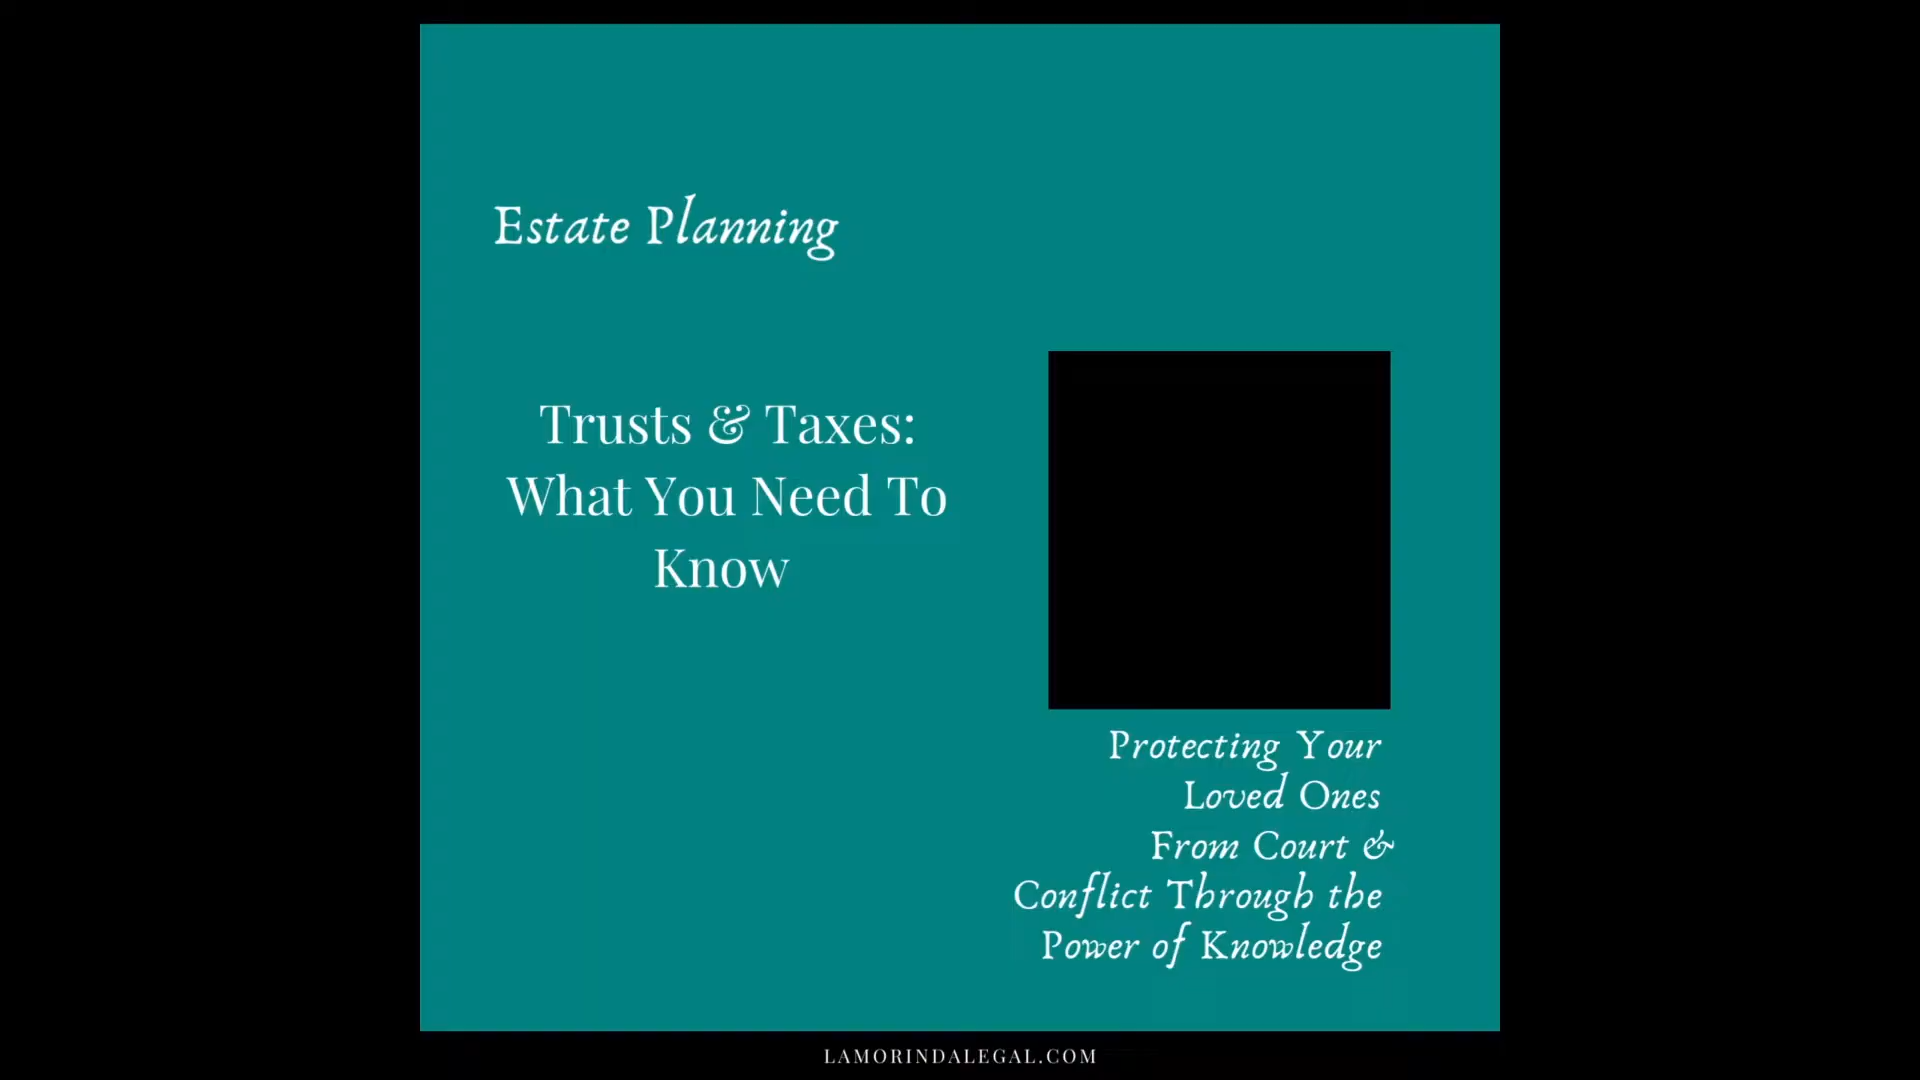 Estate Planning
Trusts & Taxes:
What You Need To
Know
Protecting Your
Loved Ones
From Court &
Conflict Through the
Power of Knowledge
LAMORINDALEGAL.COM